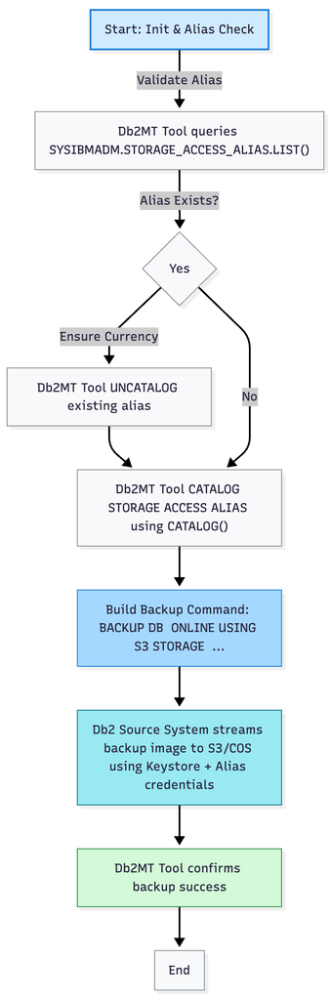 Start: Init & Alias Check
Validate Alias
Db2MT Tool queries
SYSIBMADM.STORAGE_ACCESS_ALIAS.LIST()
Alias Exists?
Yes
Ensure Currency
No
Db2MT Tool UNCATALOG
existing alias
Db2MT Tool CATALOG
STORAGE ACCESS ALIAS
using CATALOG()
Build Backup Command:
BACKUP DB ONLINE USING
S3 STORAGE ...
Db2 Source System streams
backup image to S3/COS
using Keystore + Alias
credentials
Db2MT Tool confirms
backup success
End